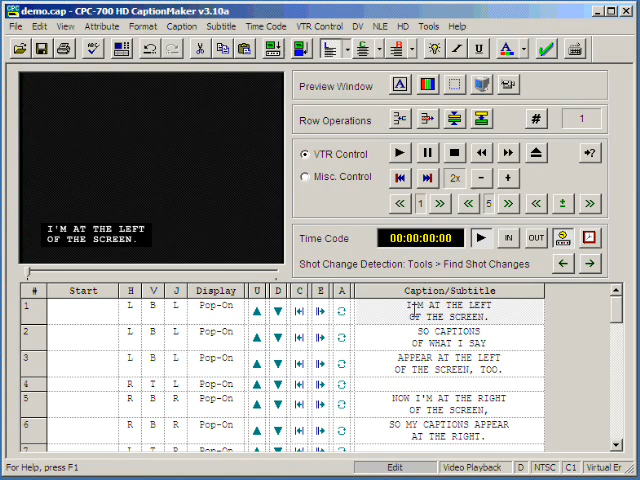 demo.cap - CPC-700 HD CaptionMaker v3.10a
File Edit View Attribute Format Caption Subtitle Time Code VTR Control DV NLE HD Tools Help
I'M AT THE LEFT
OF THE SCREEN.
Preview Window
Row Operations
# 1
VTR Control
Misc. Control
2x - +
1 5 ±
Time Code 00:00:00:00 IN OUT
Shot Change Detection: Tools > Find Shot Changes
# Start H V J Display U D C E A Caption/Subtitle
1 L B L Pop-On I'M AT THE LEFT
OF THE SCREEN.
2 L B L Pop-On SO CAPTIONS
OF WHAT I SAY
3 L B L Pop-On APPEAR AT THE LEFT
OF THE SCREEN, TOO.
4 R T L Pop-On
5 R B R Pop-On NOW I'M AT THE RIGHT
OF THE SCREEN,
6 R B R Pop-On SO MY CAPTIONS APPEAR
AT THE RIGHT.
For Help, press F1 Edit Video Playback D NTSC C1 Virtual Er